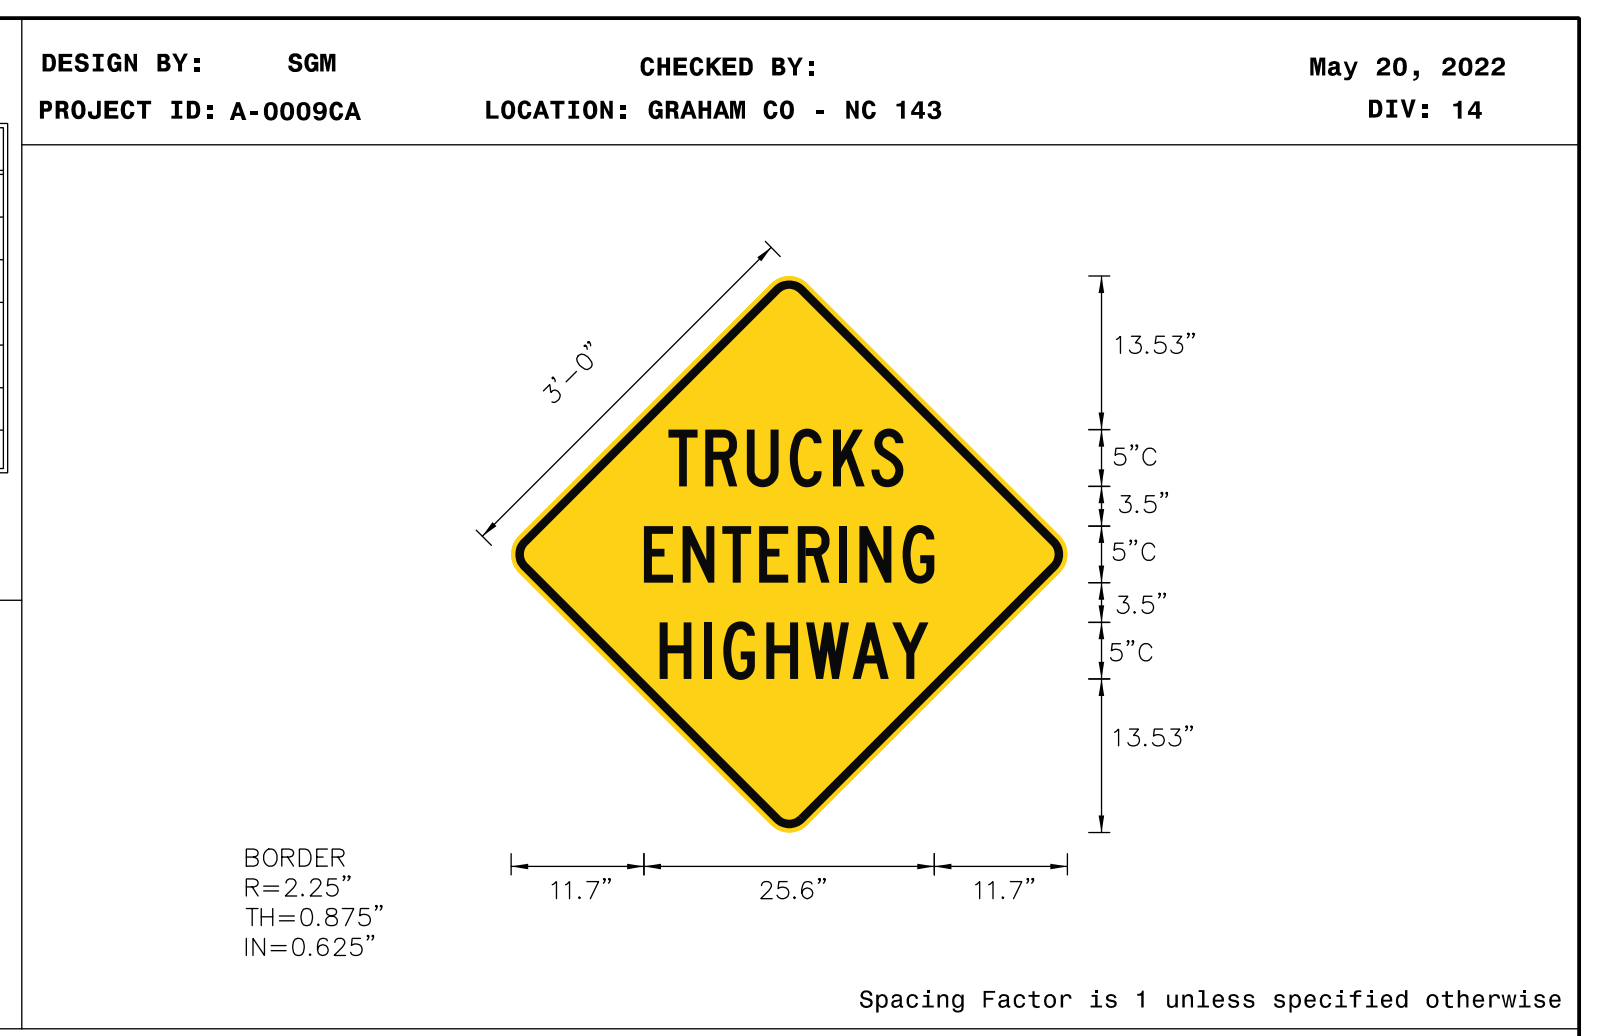 DESIGN BY: SGM CHECKED BY: May 20, 2022
PROJECT ID: A-0009CA LOCATION: GRAHAM CO - NC 143 DIV: 14
3'-0"
13.53"
TRUCKS
5"C
3.5"
ENTERING
5"C
3.5"
HIGHWAY
5"C
13.53"
11.7" 25.6" 11.7"
BORDER
R=2.25"
TH=0.875"
IN=0.625"
Spacing Factor is 1 unless specified otherwise